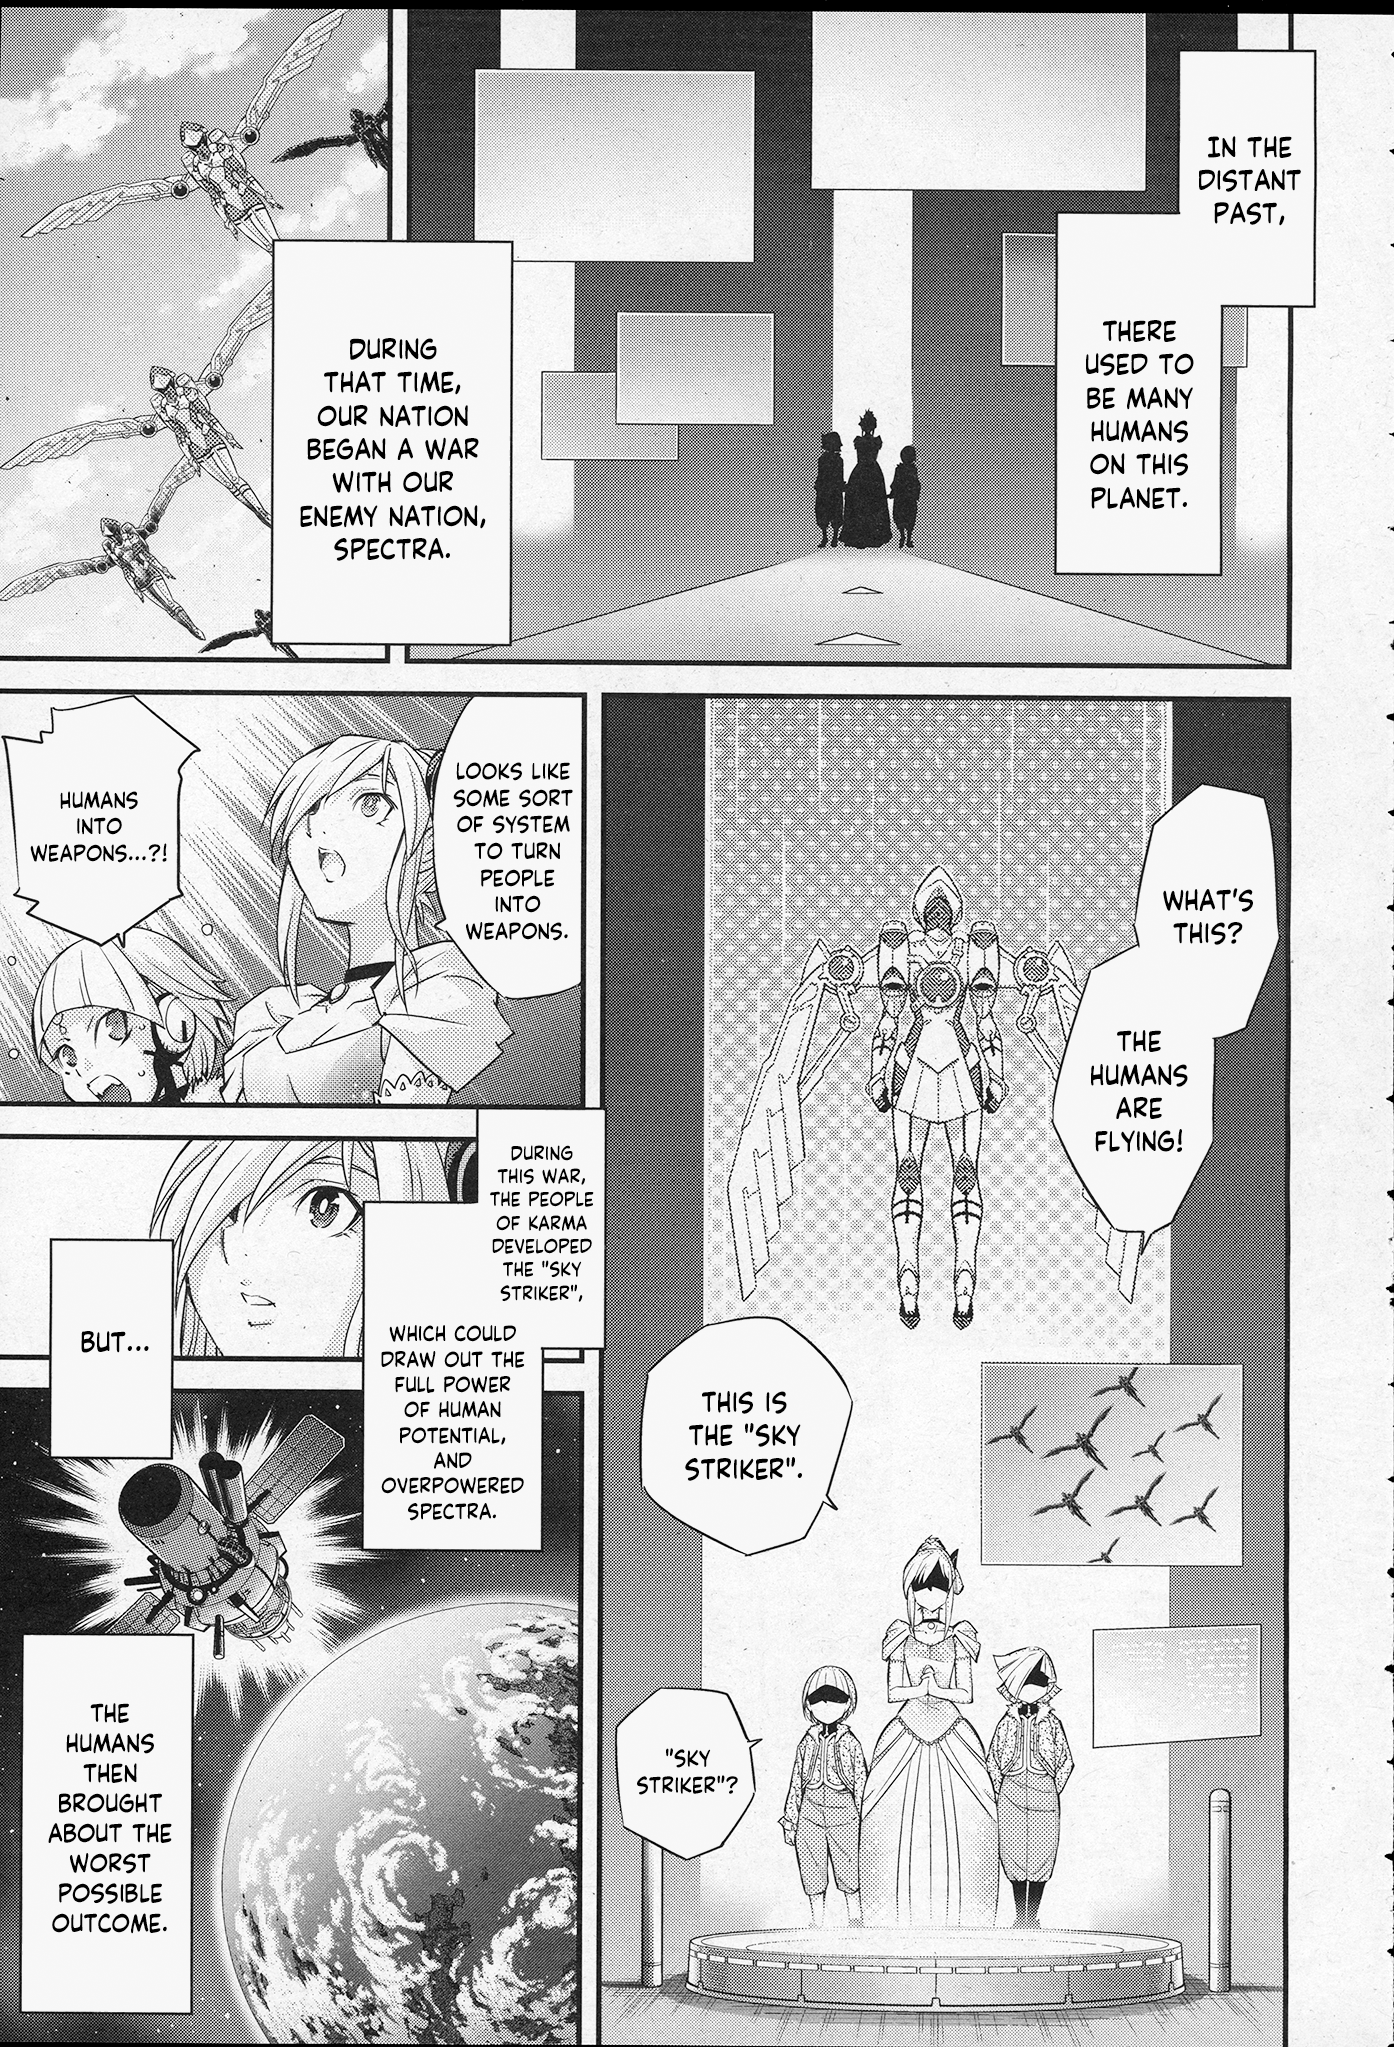 IN THE
DISTANT
PAST,
THERE
USED TO
BE MANY
HUMANS
ON THIS
PLANET.
DURING
THAT TIME,
OUR NATION
BEGAN A WAR
WITH OUR
ENEMY NATION,
SPECTRA.
WHAT'S
THIS?
THE
HUMANS
ARE
FLYING!
THIS IS
THE "SKY
STRIKER".
"SKY
STRIKER"?
LOOKS LIKE
SOME SORT
OF SYSTEM
TO TURN
PEOPLE
INTO
WEAPONS.
HUMANS
INTO
WEAPONS...?!
DURING
THIS WAR,
THE PEOPLE
OF KARMA
DEVELOPED
THE "SKY
STRIKER",
WHICH COULD
DRAW OUT THE
FULL POWER
OF HUMAN
POTENTIAL,
AND
OVERPOWERED
SPECTRA.
BUT...
THE
HUMANS
THEN
BROUGHT
ABOUT THE
WORST
POSSIBLE
OUTCOME.